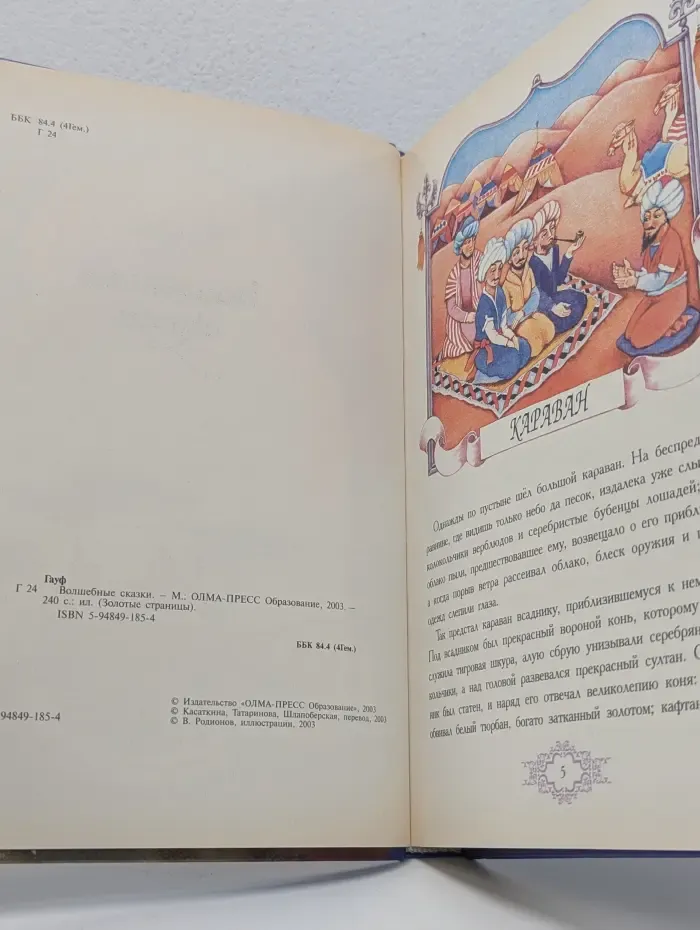 ББК 84.4 (4Гем.)
Г 24
Гауф
Г 24 Волшебные сказки. – М.: ОЛМА-ПРЕСС Образование, 2003. –
240 с.: ил. (Золотые страницы).
ISBN 5-94849-185-4
ББК 84.4 (4Гем.)
94849-185-4
© Издательство «ОЛМА-ПРЕСС Образование», 2003
© Касаткина, Татаринова, Шлапоберская, перевод, 2003
© В. Родионов, иллюстрации, 2003
КАРАВАН
Однажды по пустыне шёл большой караван. На беспред
равнине, где видишь только небо да песок, издалека уже слы
колокольчики верблюдов и серебристые бубенцы лошадей;
облако пыли, предшествовавшее ему, возвещало о его прибл
а когда порыв ветра рассеивал облако, блеск оружия и
одежд слепили глаза.
Так предстал караван всаднику, приблизившемуся к нем
Под всадником был прекрасный вороной конь, которому
служила тигровая шкура, алую сбрую унизывали серебрян
кольчики, а над головой развевался прекрасный султан.
ник был статен, и наряд его отвечал великолепию коня:
обвивал белый тюрбан, богато затканный золотом; кафтан
5